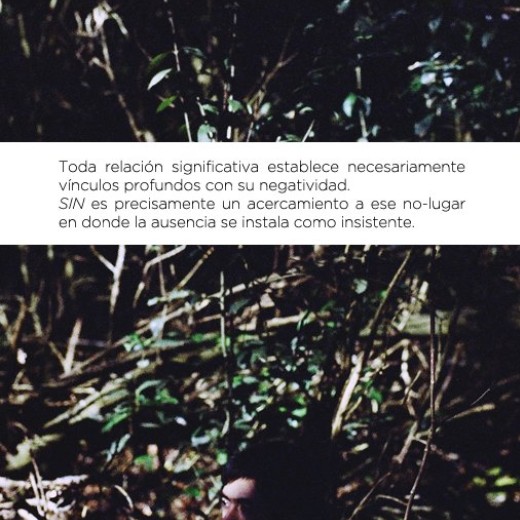 Toda relación significativa establece necesariamente
vínculos profundos con su negatividad.
SIN es precisamente un acercamiento a ese no-lugar
en donde la ausencia se instala como insistente.